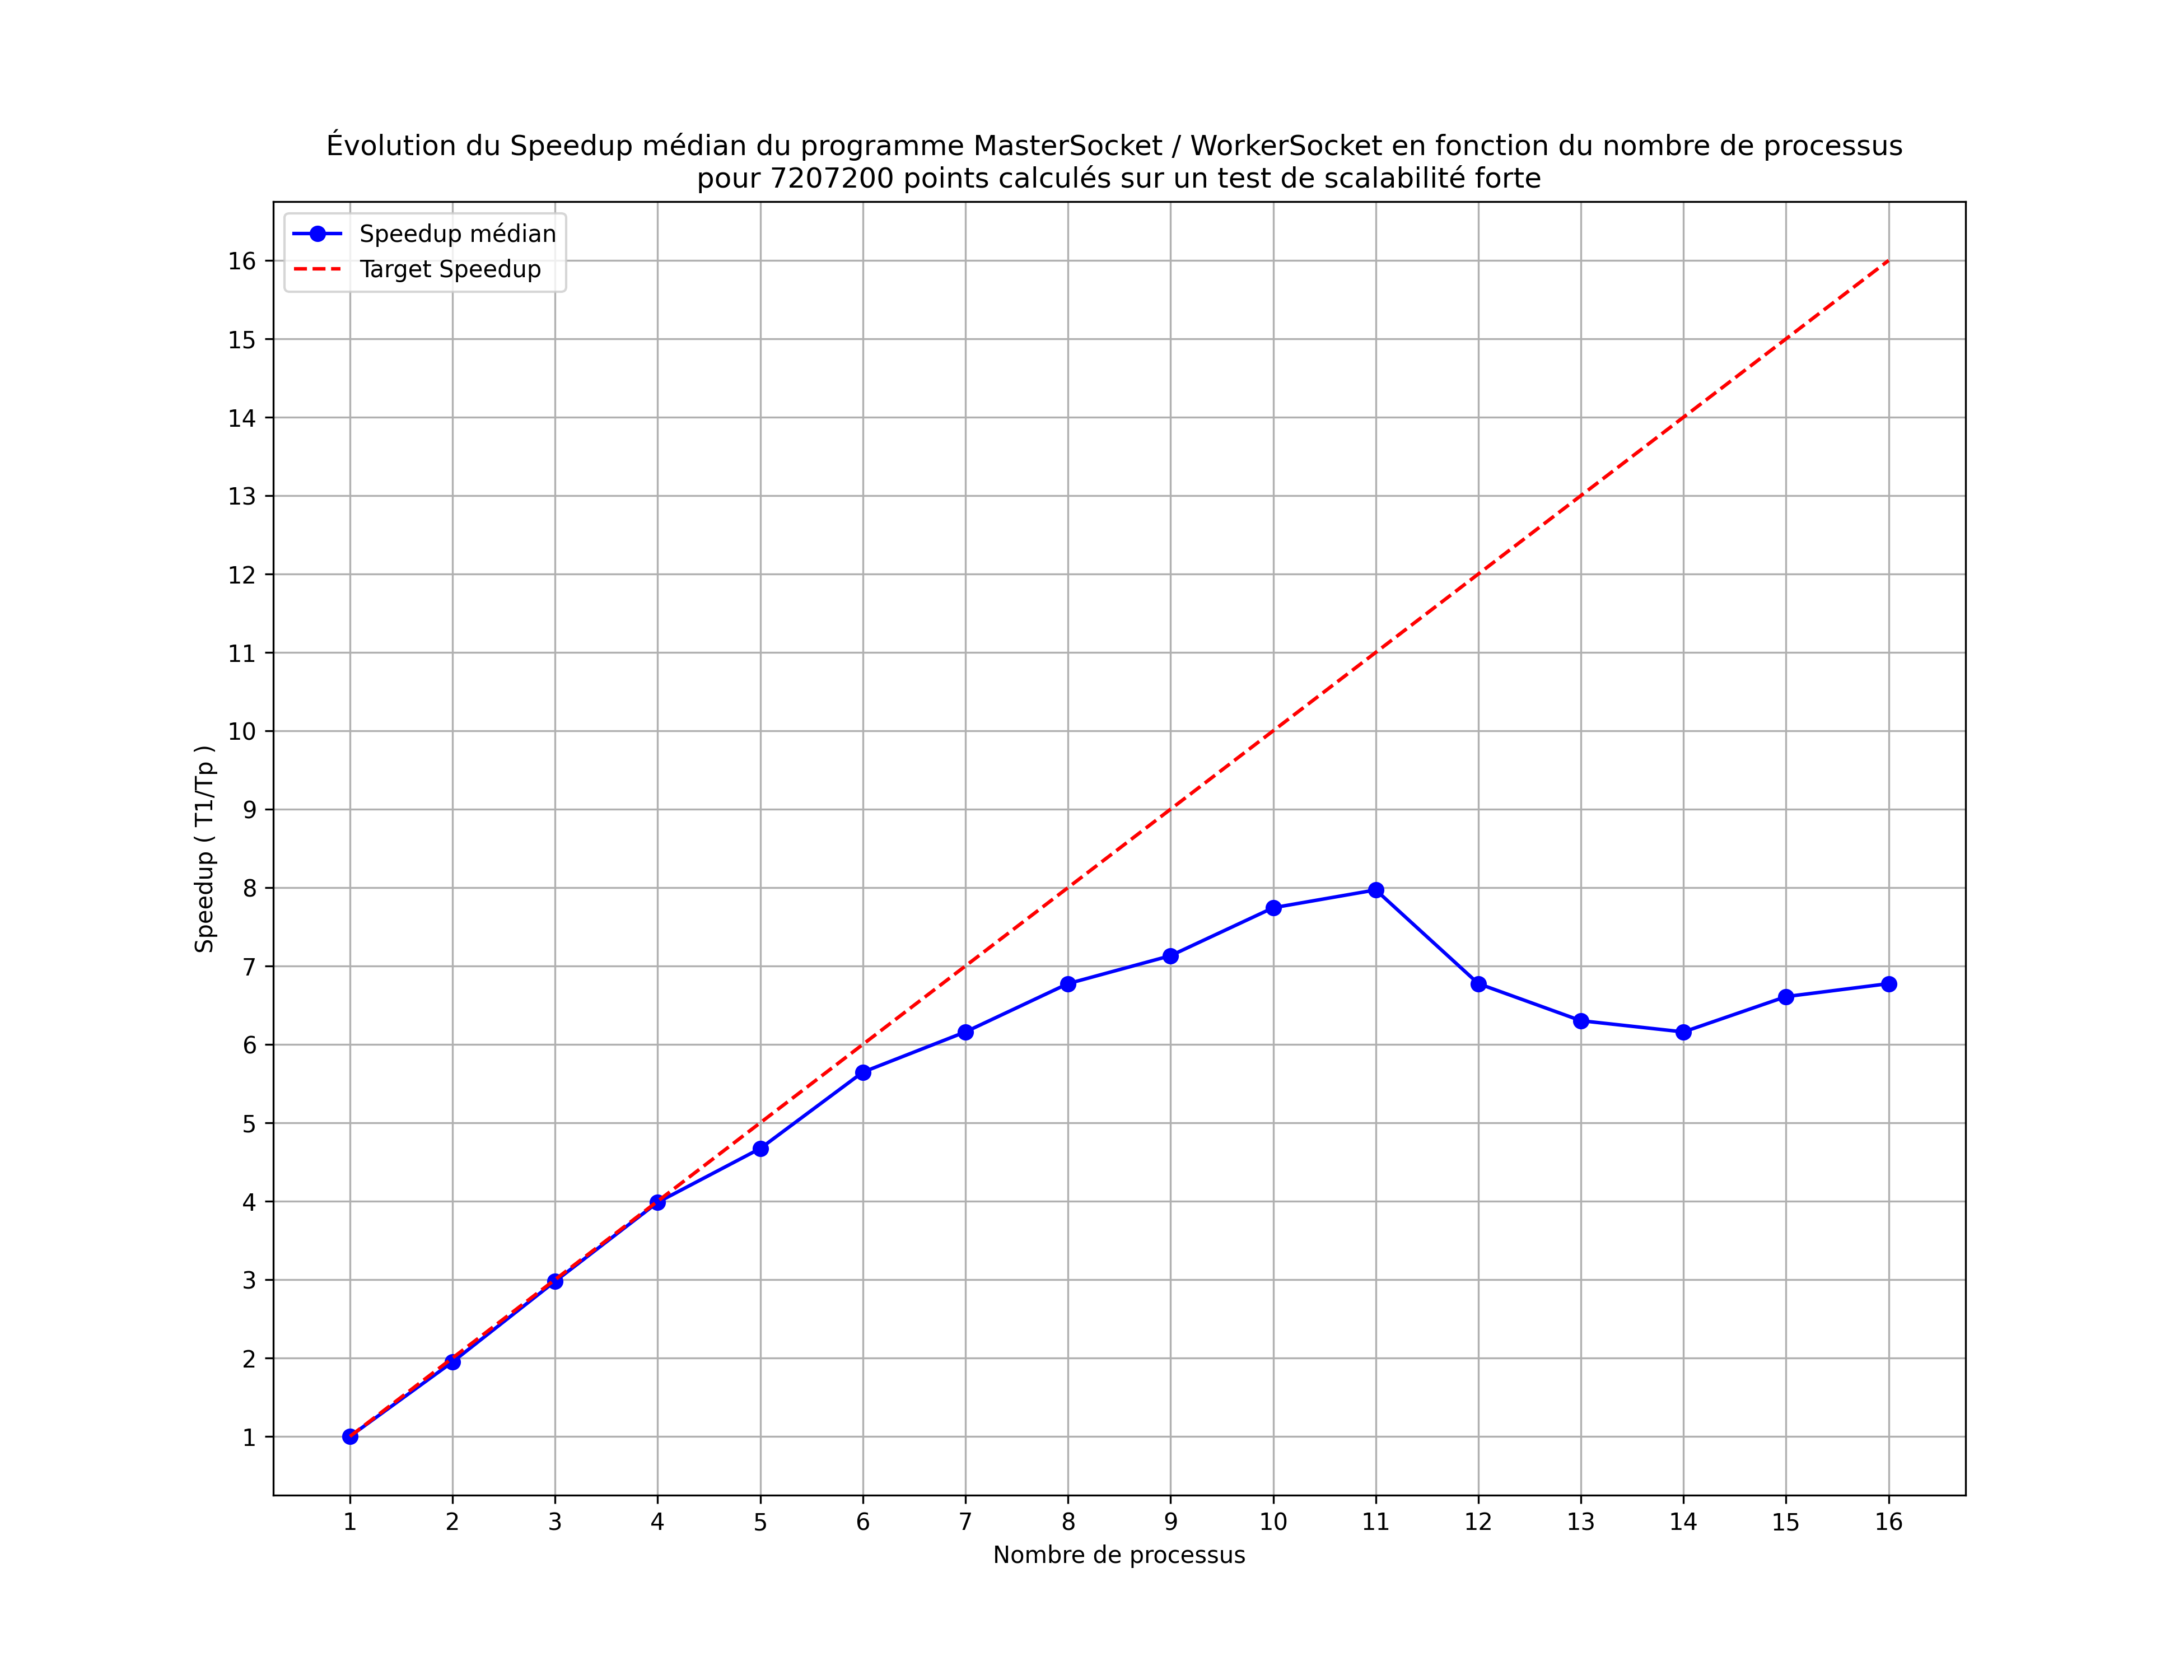 Évolution du Speedup médian du programme MasterSocket / WorkerSocket en fonction du nombre de processus
pour 7207200 points calculés sur un test de scalabilité forte
Speedup médian
Target Speedup
16
15
14
13
12
11
10
9
8
7
6
5
4
3
2
1
Speedup ( T1/Tp )
1 2 3 4 5 6 7 8 9 10 11 12 13 14 15 16
Nombre de processus